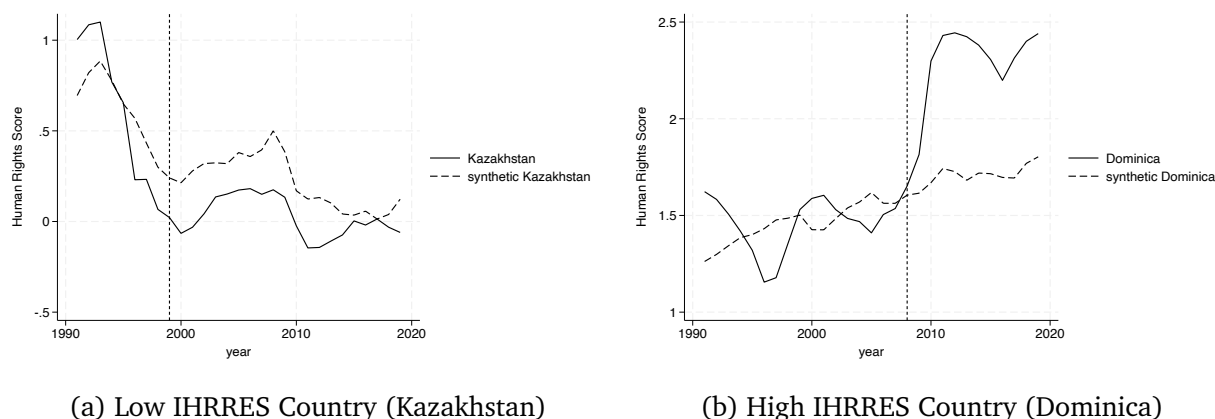 1
.5
0
-.5
Human Rights Score
1990
2000
2010
2020
year
Kazakhstan
synthetic Kazakhstan
(a) Low IHRRES Country (Kazakhstan)
2.5
2
1.5
1
Human Rights Score
1990
2000
2010
2020
year
Dominica
synthetic Dominica
(b) High IHRRES Country (Dominica)